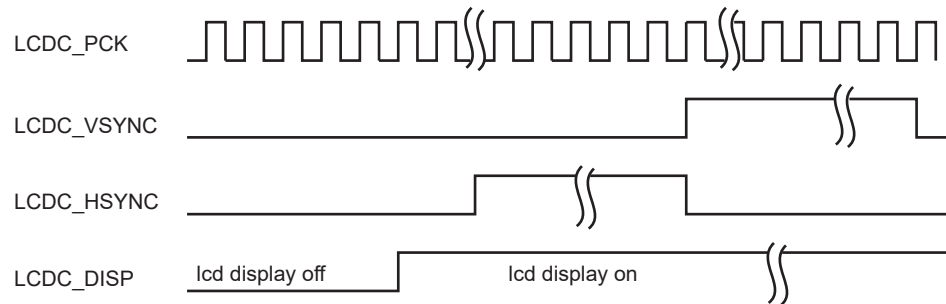 LCDC_PCK
LCDC_VSYNC
LCDC_HSYNC
LCDC_DISP lcd display off lcd display on